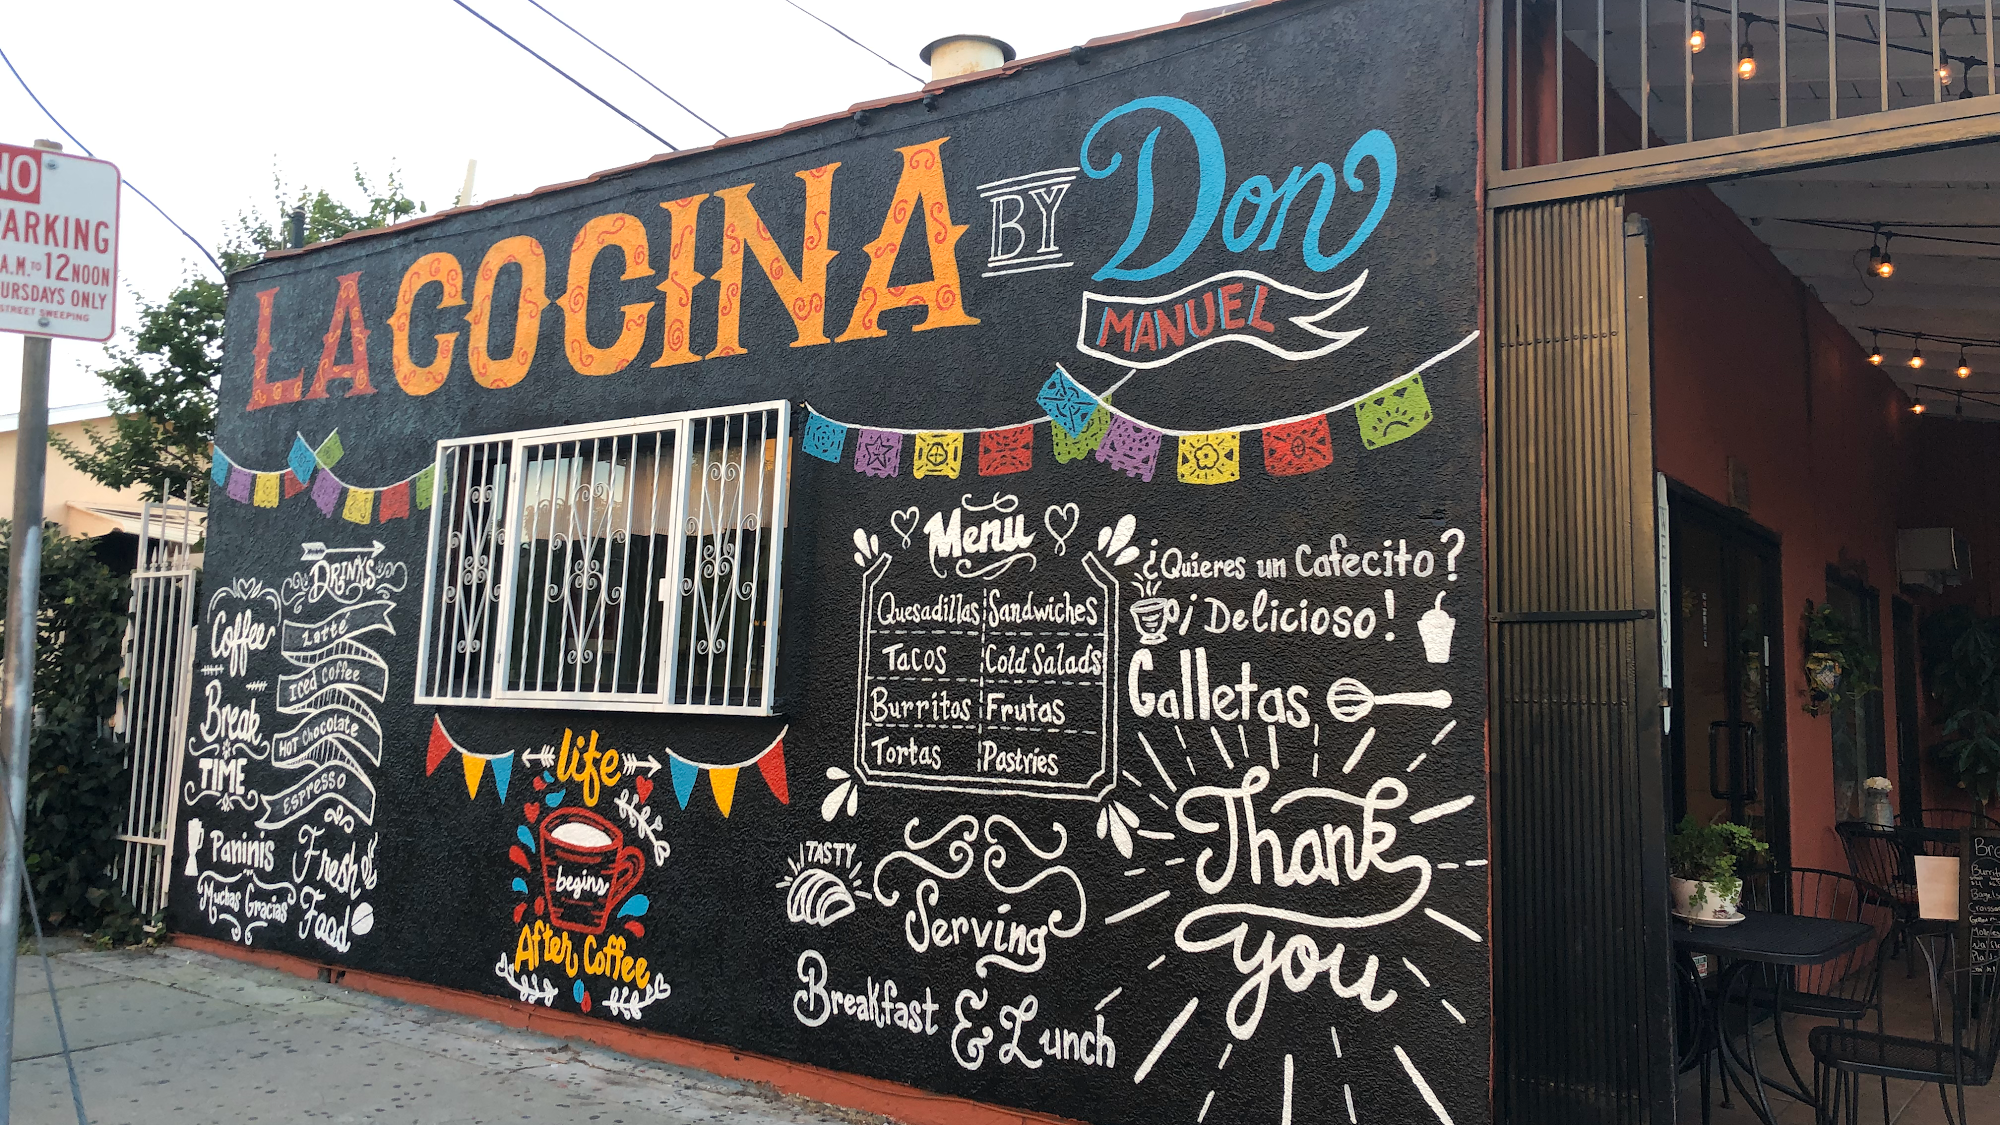 NO
PARKING
A.M. TO 12 NOON
THURSDAYS ONLY
STREET SWEEPING
LA COCINA BY Don
MANUEL
Coffee
Break
TIME
DRINKS
Latte
Iced Coffee
HOT Chocolate
Espresso
Paninis
Muchas Gracias
Fresh
Food
life
begins
After Coffee
Menu
Quesadillas Sandwiches
Tacos Cold Salads
Burritos Frutas
Tortas Pastries
¿Quieres un Cafecito?
¡Delicioso!
Galletas
Thank
you
TASTY
Serving
Breakfast & Lunch